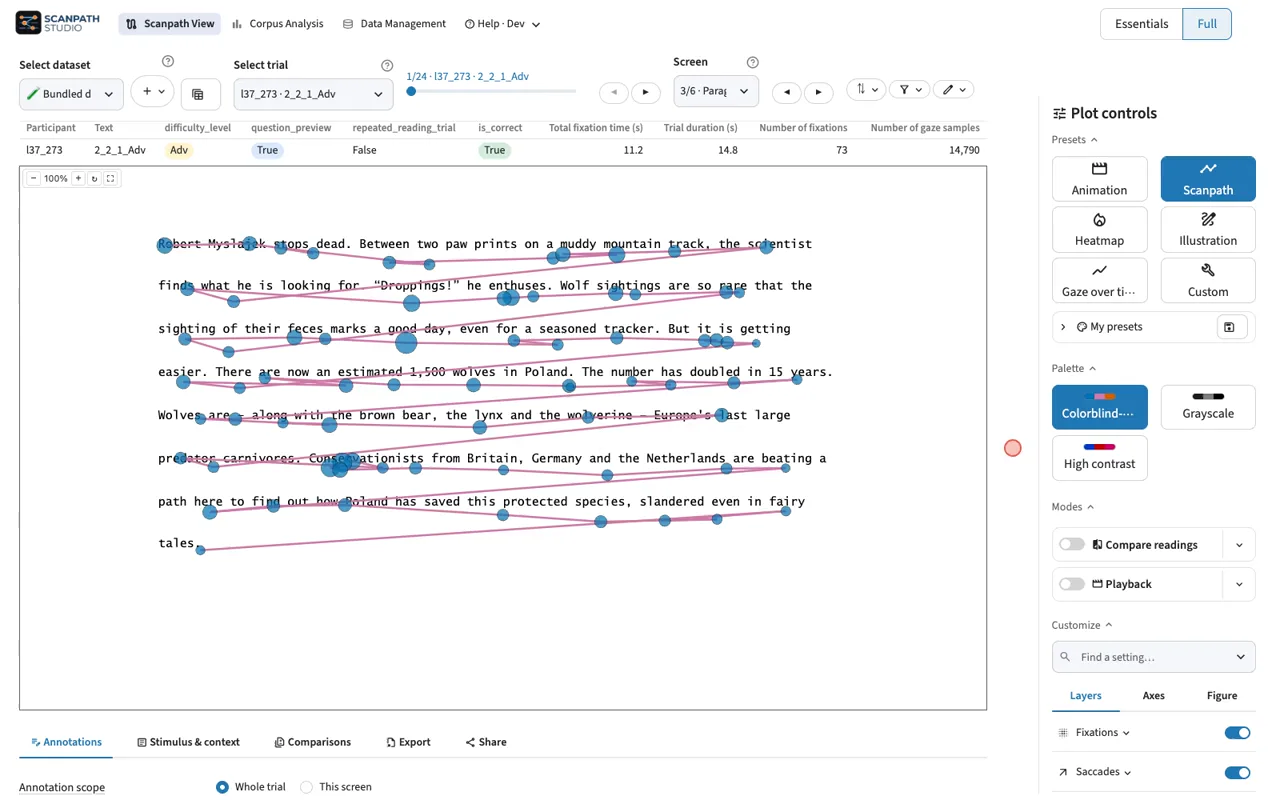 SCANPATH
STUDIO
Scanpath View
Corpus Analysis
Data Management
Help · Dev
Essentials
Full
Select dataset
Bundled d
Select trial
l37_273 · 2_2_1_Adv
1/24 · l37_273 · 2_2_1_Adv
Screen
3/6 · Parag
Participant Text difficulty_level question_preview repeated_reading_trial is_correct Total fixation time (s) Trial duration (s) Number of fixations Number of gaze samples
l37_273 2_2_1_Adv Adv True False True 11.2 14.8 73 14,790
100%
Robert Myslajek stops dead. Between two paw prints on a muddy mountain track, the scientist
finds what he is looking for. "Droppings!" he enthuses. Wolf sightings are so rare that the
sighting of their feces marks a good day, even for a seasoned tracker. But it is getting
easier. There are now an estimated 1,500 wolves in Poland. The number has doubled in 15 years.
Wolves are – along with the brown bear, the lynx and the wolverine – Europe's last large
predator carnivores. Conservationists from Britain, Germany and the Netherlands are beating a
path here to find out how Poland has saved this protected species, slandered even in fairy
tales.
Plot controls
Presets
Animation
Scanpath
Heatmap
Illustration
Gaze over ti···
Custom
My presets
Palette
Colorblind-···
Grayscale
High contrast
Modes
Compare readings
Playback
Customize
Find a setting…
Layers
Axes
Figure
Fixations
Saccades
Annotations
Stimulus & context
Comparisons
Export
Share
Annotation scope
Whole trial
This screen